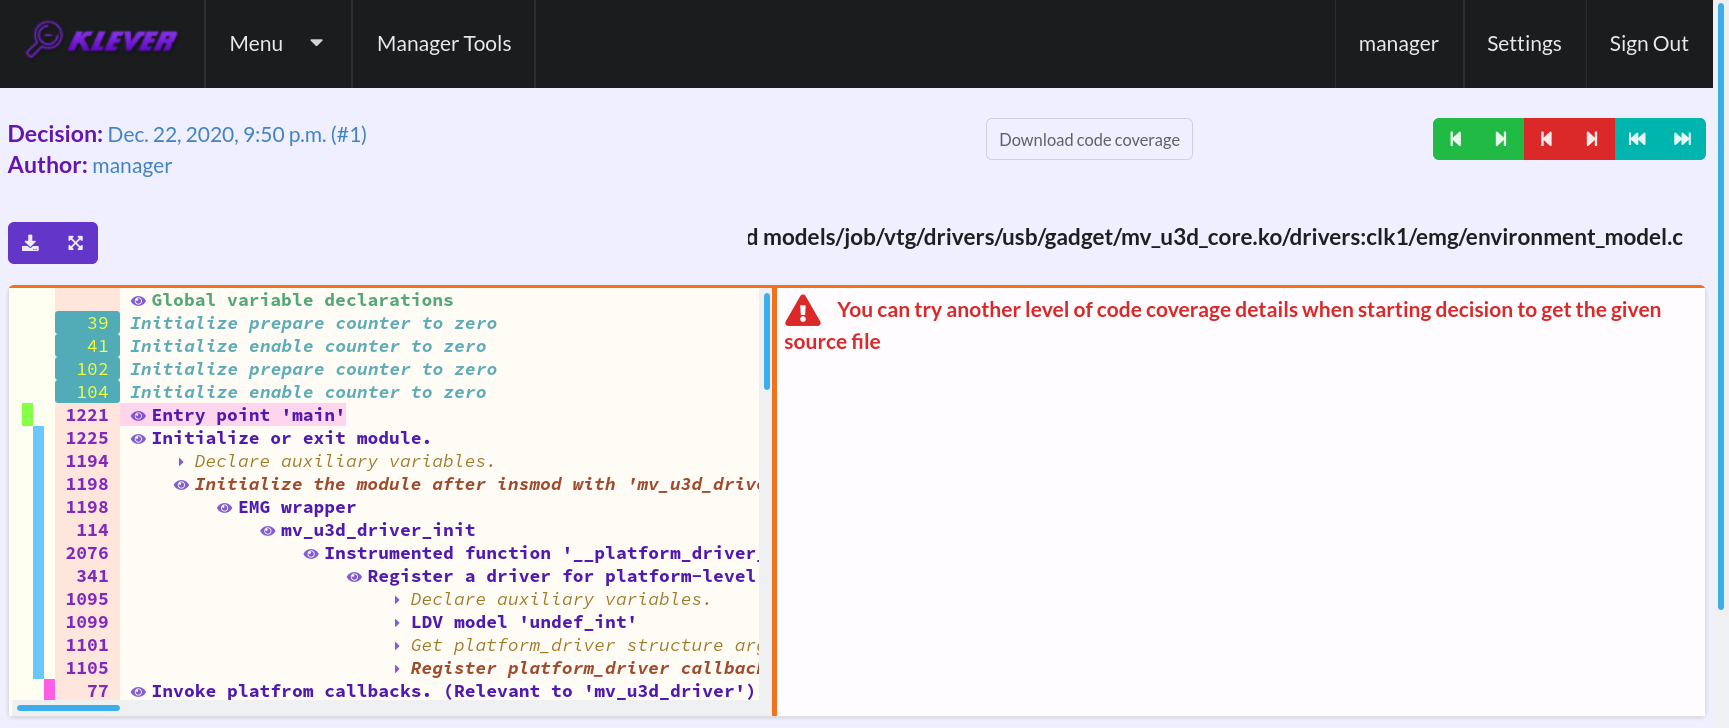 KLEVER Menu Manager Tools manager Settings Sign Out
Decision: Dec. 22, 2020, 9:50 p.m. (#1)
Author: manager
Download code coverage
d models/job/vtg/drivers/usb/gadget/mv_u3d_core.ko/drivers:clk1/emg/environment_model.c
Global variable declarations
39 Initialize prepare counter to zero
41 Initialize enable counter to zero
102 Initialize prepare counter to zero
104 Initialize enable counter to zero
1221 Entry point 'main'
1225 Initialize or exit module.
1194 Declare auxiliary variables.
1198 Initialize the module after insmod with 'mv_u3d_drive
1198 EMG wrapper
114 mv_u3d_driver_init
2076 Instrumented function '__platform_driver_
341 Register a driver for platform-level
1095 Declare auxiliary variables.
1099 LDV model 'undef_int'
1101 Get platform_driver structure arg
1105 Register platform_driver callback
77 Invoke platfrom callbacks. (Relevant to 'mv_u3d_driver')
You can try another level of code coverage details when starting decision to get the given
source file